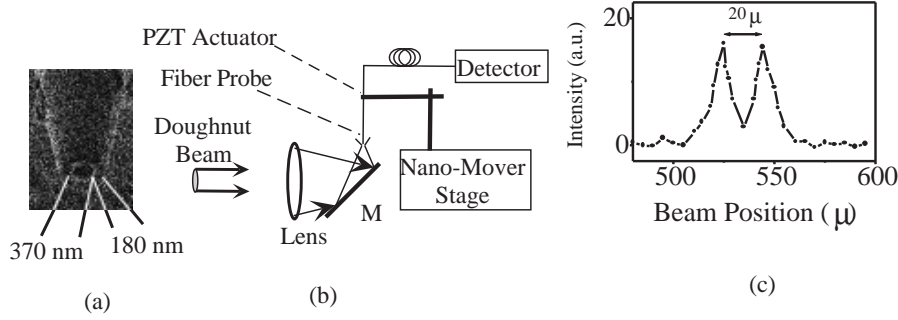 370 nm
180 nm
(a)
PZT Actuator
Fiber Probe
Doughnut
Beam
Lens
M
Detector
Nano-Mover
Stage
(b)
20 μ
20
0
Intensity (a.u.)
500
550
600
Beam Position ( μ )
(c)